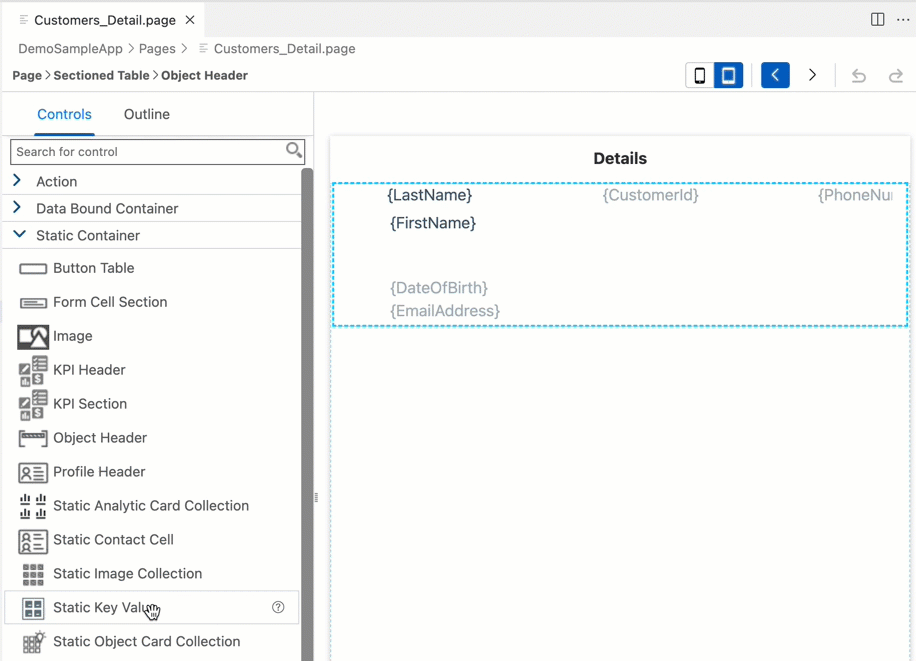 Customers_Detail.page
DemoSampleApp > Pages > Customers_Detail.page
Page > Sectioned Table > Object Header
Controls Outline
Search for control
Action
Data Bound Container
Static Container
Button Table
Form Cell Section
Image
KPI Header
KPI Section
Object Header
Profile Header
Static Analytic Card Collection
Static Contact Cell
Static Image Collection
Static Key Value
Static Object Card Collection
Details
{LastName} {CustomerId} {PhoneNu
{FirstName}
{DateOfBirth}
{EmailAddress}